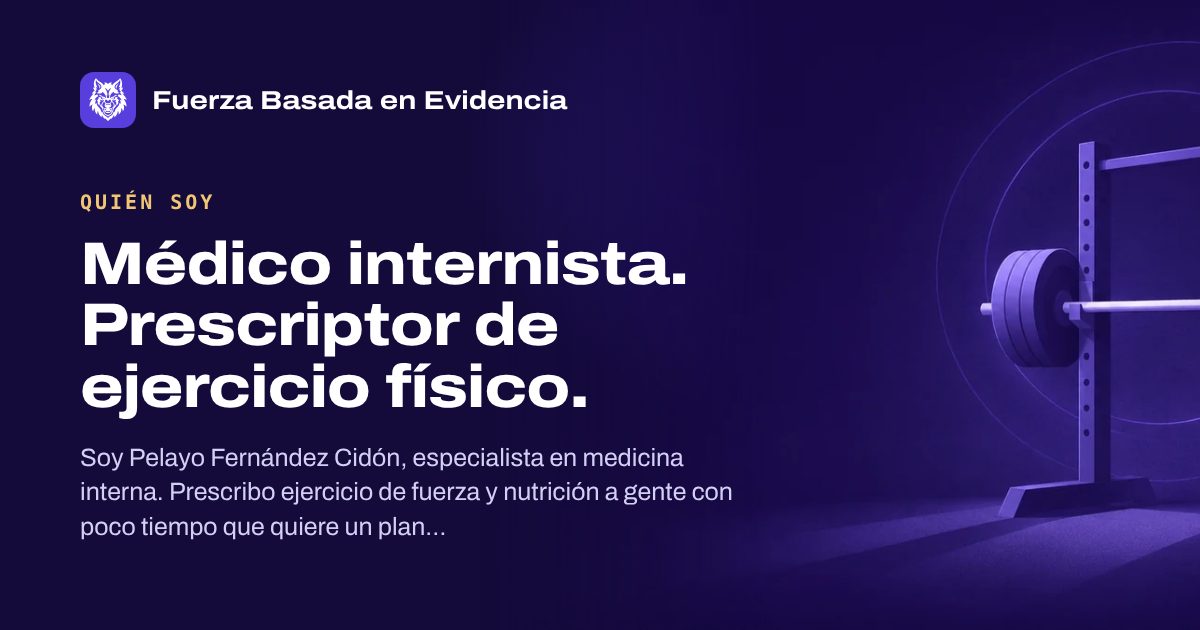 Fuerza Basada en Evidencia
QUIÉN SOY
Médico internista.
Prescriptor de
ejercicio físico.
Soy Pelayo Fernández Cidón, especialista en medicina
interna. Prescribo ejercicio de fuerza y nutrición a gente con
poco tiempo que quiere un plan...